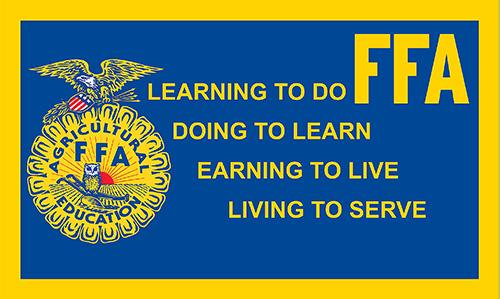 LEARNING TO DO
FFA
DOING TO LEARN
EARNING TO LIVE
LIVING TO SERVE
AGRICULTURAL
FFA
EDUCATION